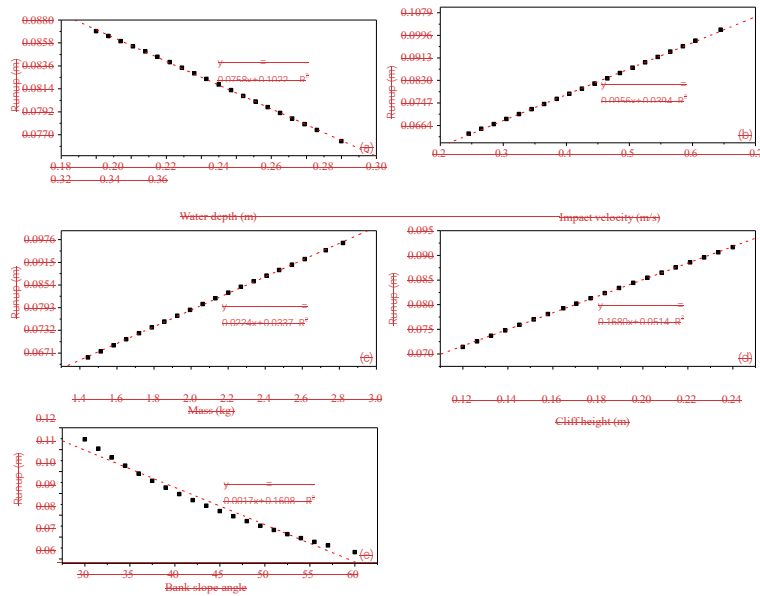 0.0880
0.0858
0.0836
0.0814
0.0792
0.0770
Runup (m)
y =
0.0758x+0.1022 R²
(a)
0.18 0.20 0.22 0.24 0.26 0.28 0.30
0.32 0.34 0.36
Water depth (m)
0.1079
0.0996
0.0913
0.0830
0.0747
0.0664
Runup (m)
y =
0.0956x+0.0394 R²
(b)
0.2 0.3 0.4 0.5 0.6 0.7
Impact velocity (m/s)
0.0976
0.0915
0.0854
0.0793
0.0732
0.0671
Runup (m)
y =
0.0224x+0.0337 R²
(c)
1.4 1.6 1.8 2.0 2.2 2.4 2.6 2.8 3.0
Mass (kg)
0.095
0.090
0.085
0.080
0.075
0.070
Runup (m)
y =
0.1680x+0.0514 R²
(d)
0.12 0.14 0.16 0.18 0.20 0.22 0.24
Cliff height (m)
0.12
0.11
0.10
0.09
0.08
0.07
0.06
Runup (m)
y =
0.0017x+0.1608 R²
(e)
30 35 40 45 50 55 60
Bank slope angle